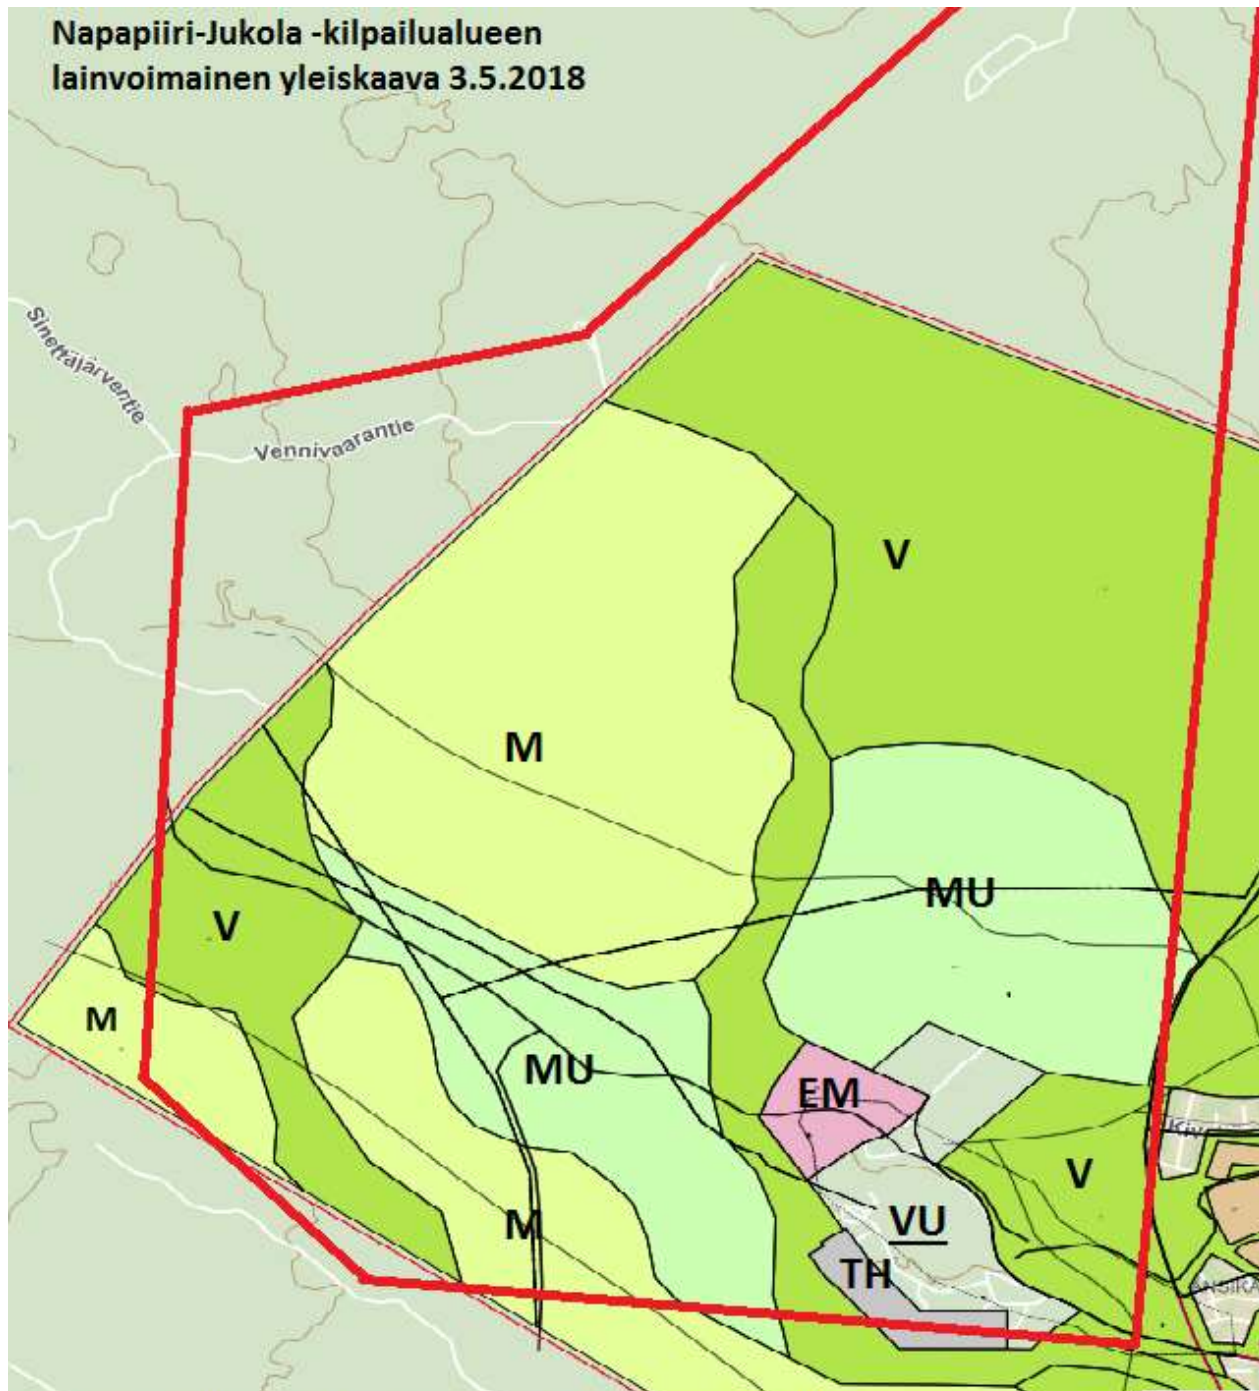 Napapiiri-Jukola -kilpailualueen
lainvoimainen yleiskaava 3.5.2018
Sinettäjärventie
Vennivaarantie
V
M
MU
V
M
MU
EM
V
M
VU
TH